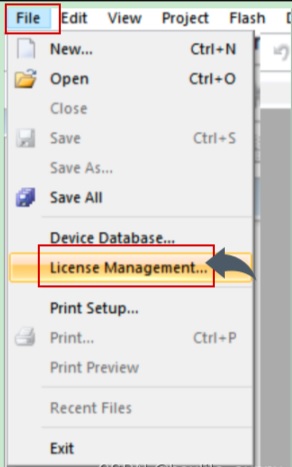 File Edit View Project Flash
New... Ctrl+N
Open Ctrl+O
Close
Save Ctrl+S
Save As...
Save All
Device Database...
License Management...
Print Setup...
Print... Ctrl+P
Print Preview
Recent Files
Exit